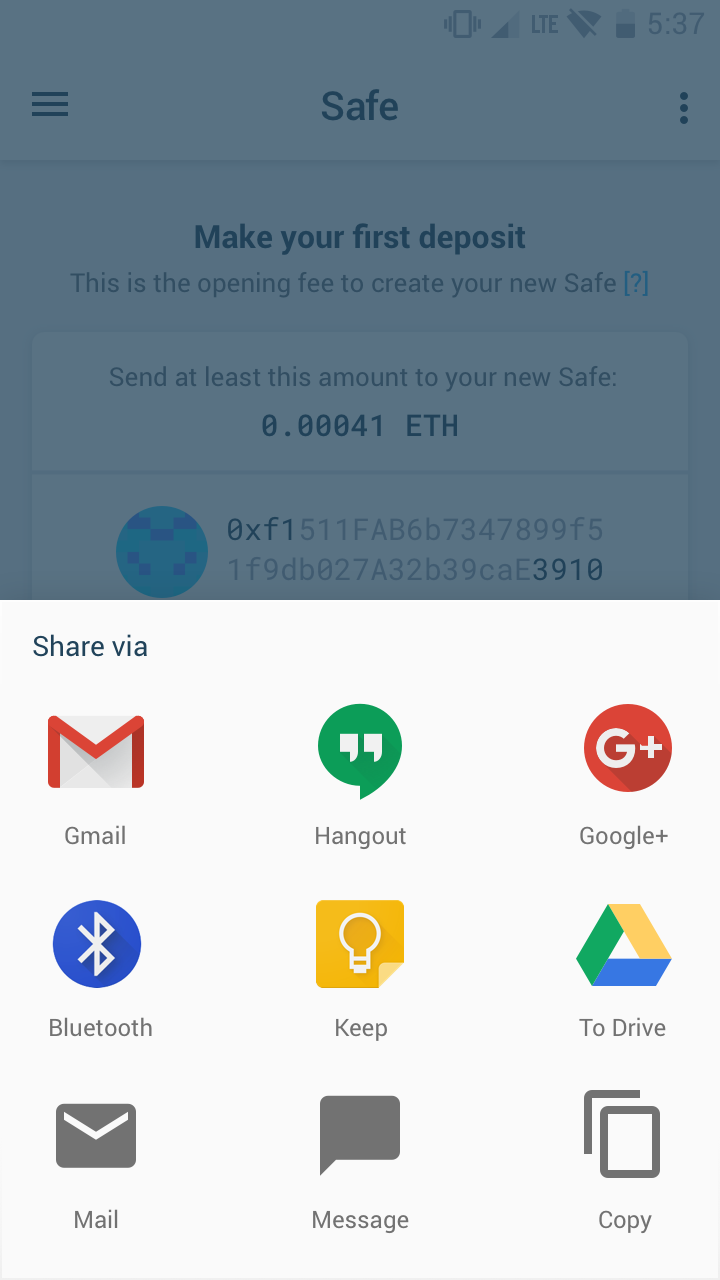 LTE 5:37
Safe
Make your first deposit
This is the opening fee to create your new Safe [?]
Send at least this amount to your new Safe:
0.00041 ETH
0xf1511FAB6b7347899f5
1f9db027A32b39caE3910
Share via
G+
Gmail Hangout Google+
Bluetooth Keep To Drive
Mail Message Copy